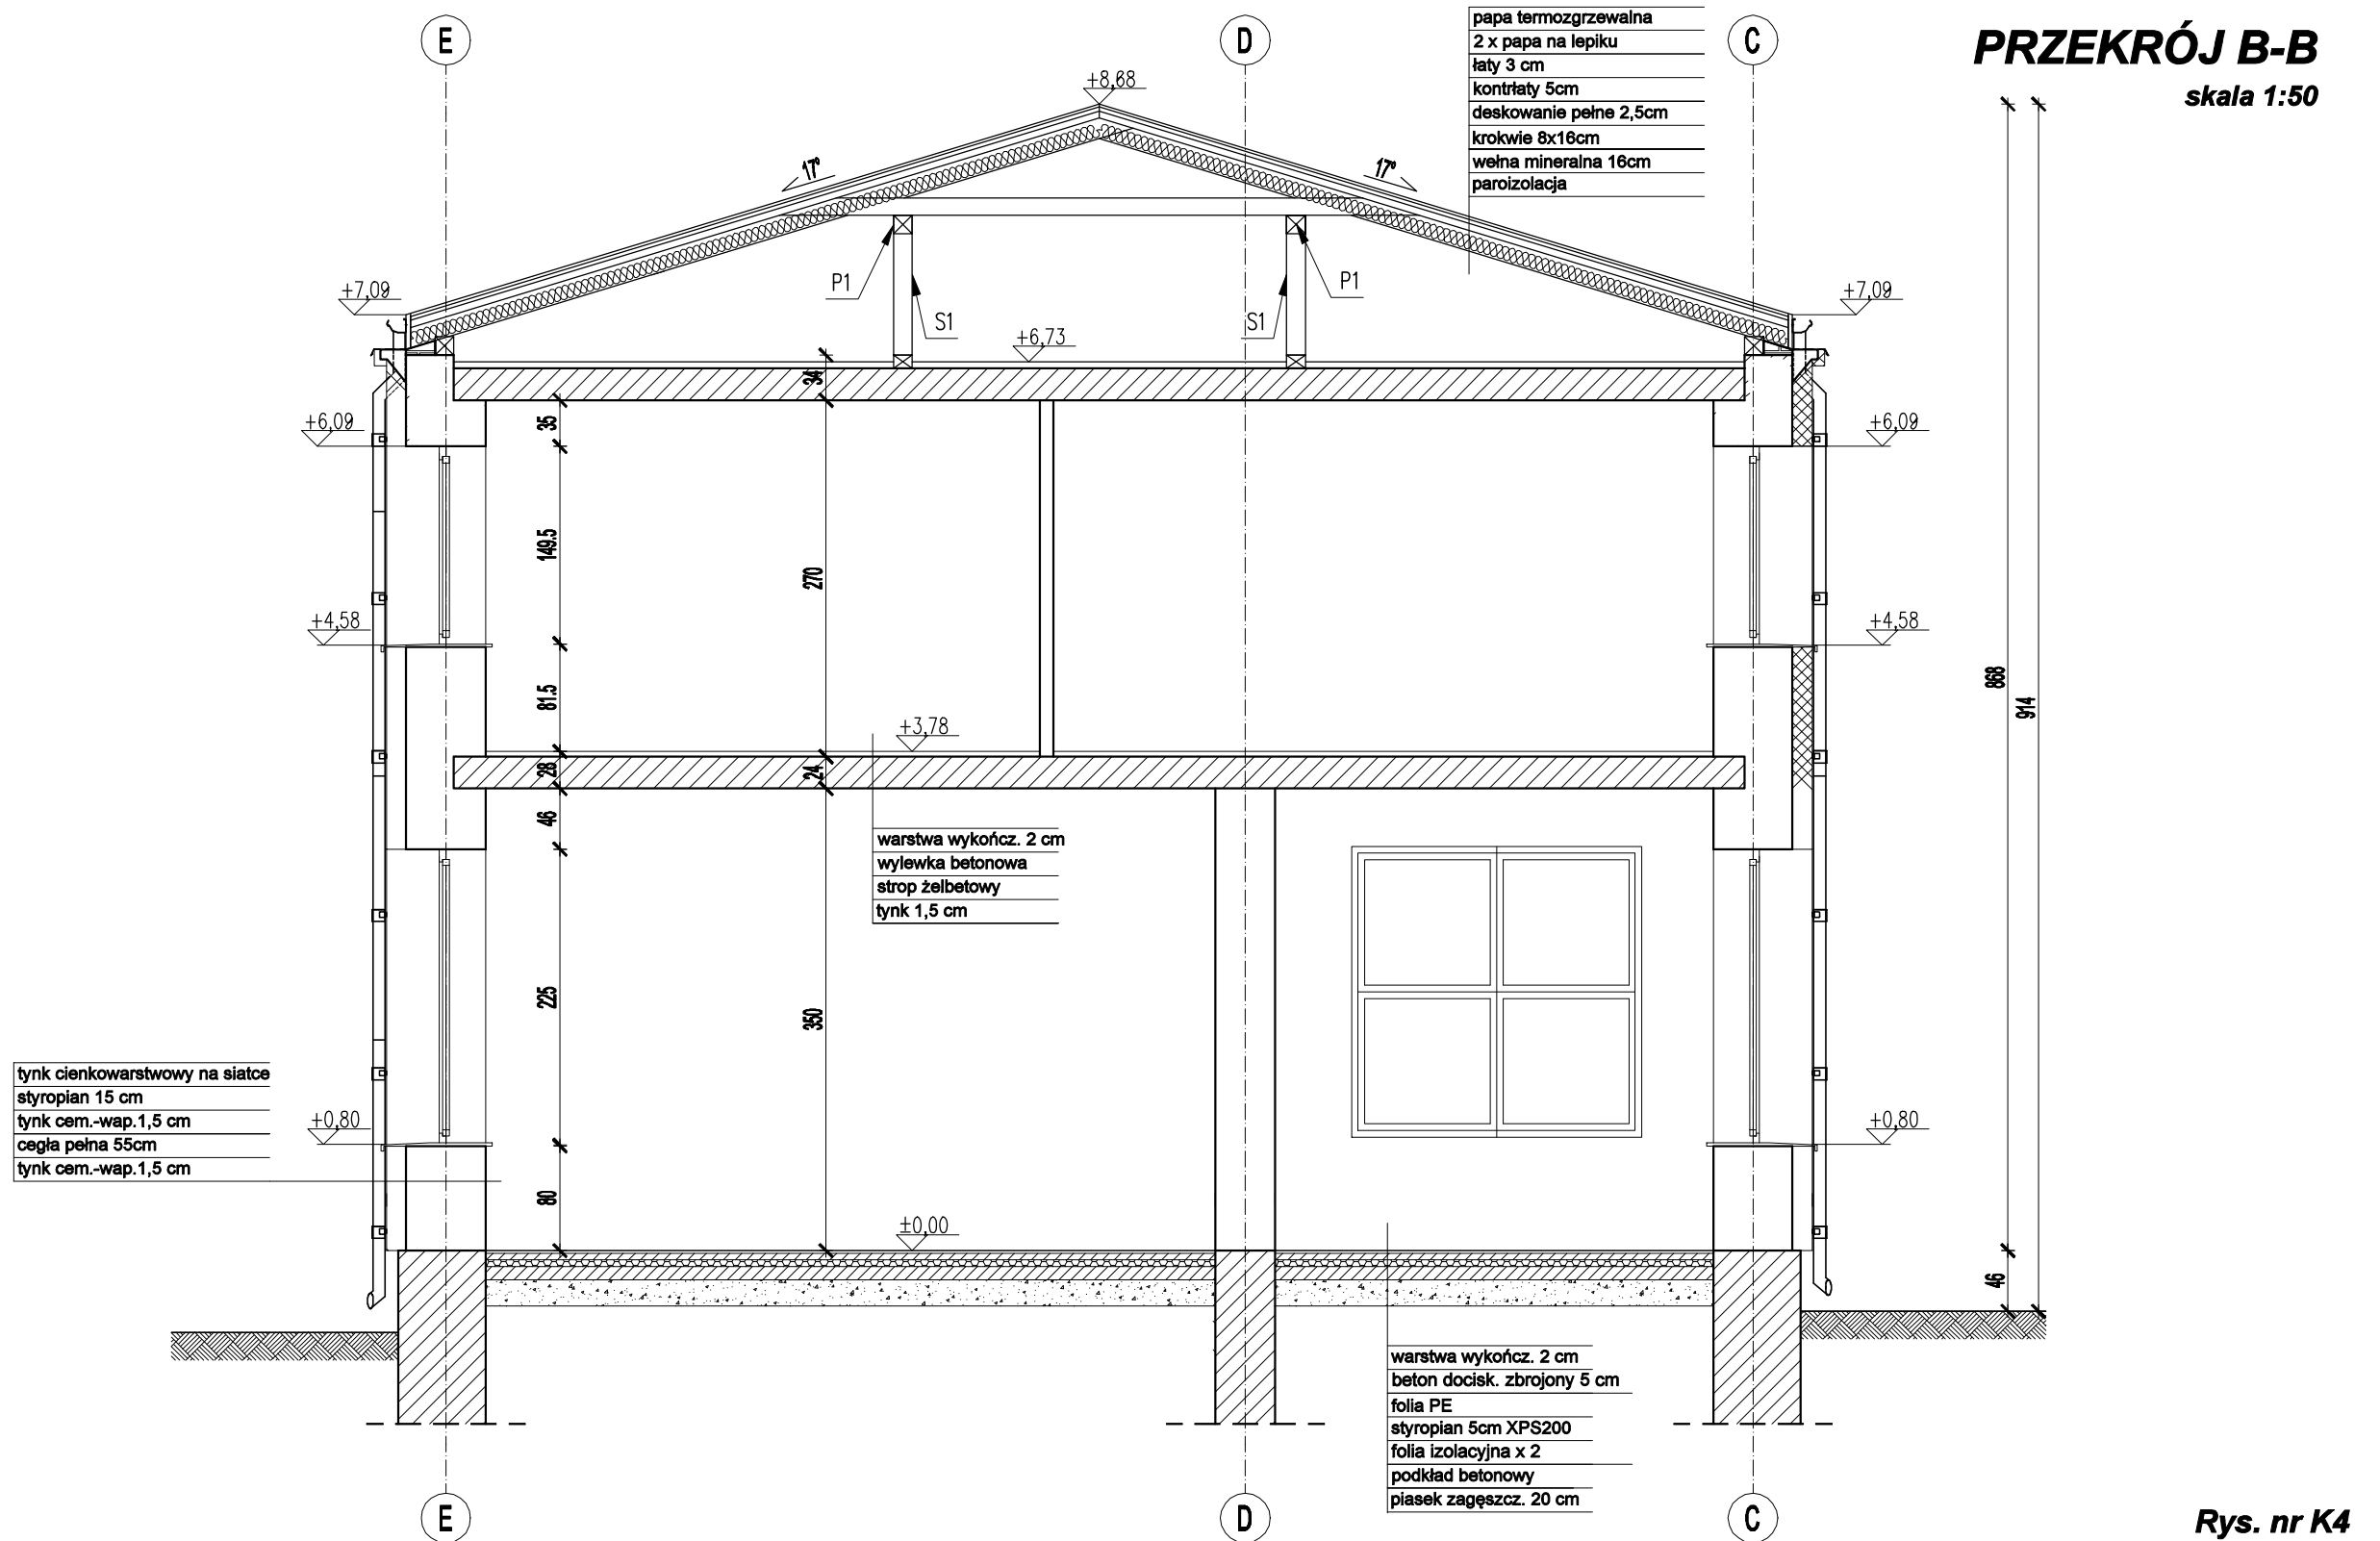 E
D
C
PRZEKRÓJ B-B
skala 1:50
papa termozgrzewalna
2 x papa na lepiku
łaty 3 cm
kontrłaty 5cm
deskowanie pełne 2,5cm
krokwie 8x16cm
wełna mineralna 16cm
paroizolacja
+8,68
17°
17°
P1
P1
S1
S1
+7,09
+7,09
+6,73
34
35
+6,09
+6,09
149.5
270
+4,58
+4,58
81.5
868
914
+3,78
28
24
46
warstwa wykończ. 2 cm
wylewka betonowa
strop żelbetowy
tynk 1,5 cm
225
350
tynk cienkowarstwowy na siatce
styropian 15 cm
tynk cem.-wap.1,5 cm
cegła pełna 55cm
tynk cem.-wap.1,5 cm
+0,80
+0,80
80
±0,00
46
warstwa wykończ. 2 cm
beton docisk. zbrojony 5 cm
folia PE
styropian 5cm XPS200
folia izolacyjna x 2
podkład betonowy
piasek zagęszcz. 20 cm
E
D
C
Rys. nr K4